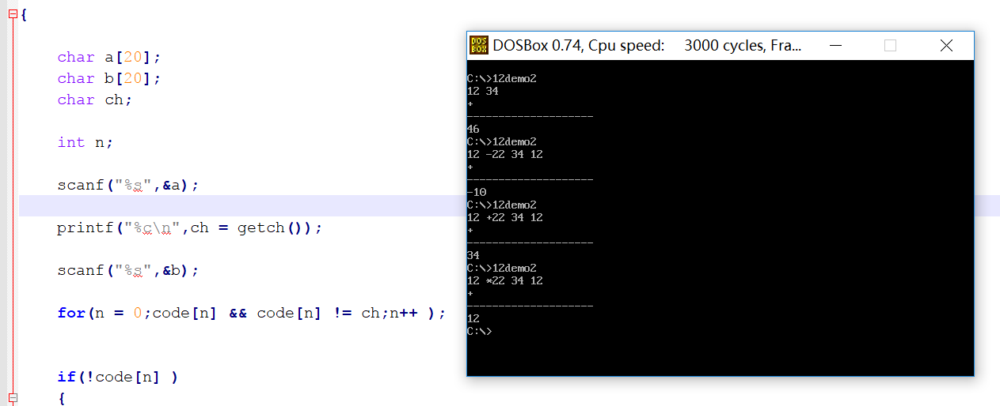 {
char a[20];
char b[20];
char ch;
int n;
scanf("%s",&a);
printf("%c\n",ch = getch());
scanf("%s",&b);
for(n = 0;code[n] && code[n] != ch;n++ );
if(!code[n] )
{
DOS BOX DOSBox 0.74, Cpu speed: 3000 cycles, Fra...
C:\>12demo2
12 34
+
--------------------
46
C:\>12demo2
12 -22 34 12
+
--------------------
-10
C:\>12demo2
12 +22 34 12
+
--------------------
34
C:\>12demo2
12 *22 34 12
+
--------------------
12
C:\>